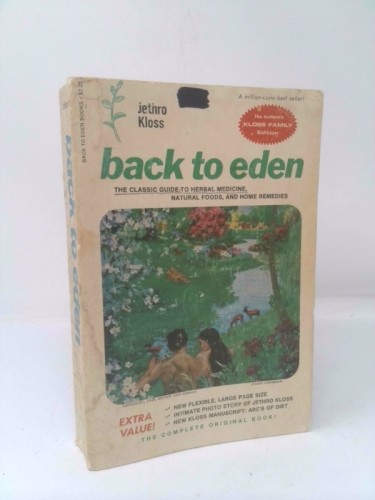 A million-copy best seller!
jethro
Kloss
The Authentic
KLOSS FAMILY
Edition
back to eden
THE CLASSIC GUIDE TO HERBAL MEDICINE,
NATURAL FOODS, AND HOME REMEDIES
EXTRA
VALUE!
NEW FLEXIBLE, LARGE PAGE SIZE
INTIMATE PHOTO STORY OF JETHRO KLOSS
NEW KLOSS MANUSCRIPT: ABC'S OF DIET
THE COMPLETE ORIGINAL BOOK!
BACK TO EDEN BOOKS
back to eden